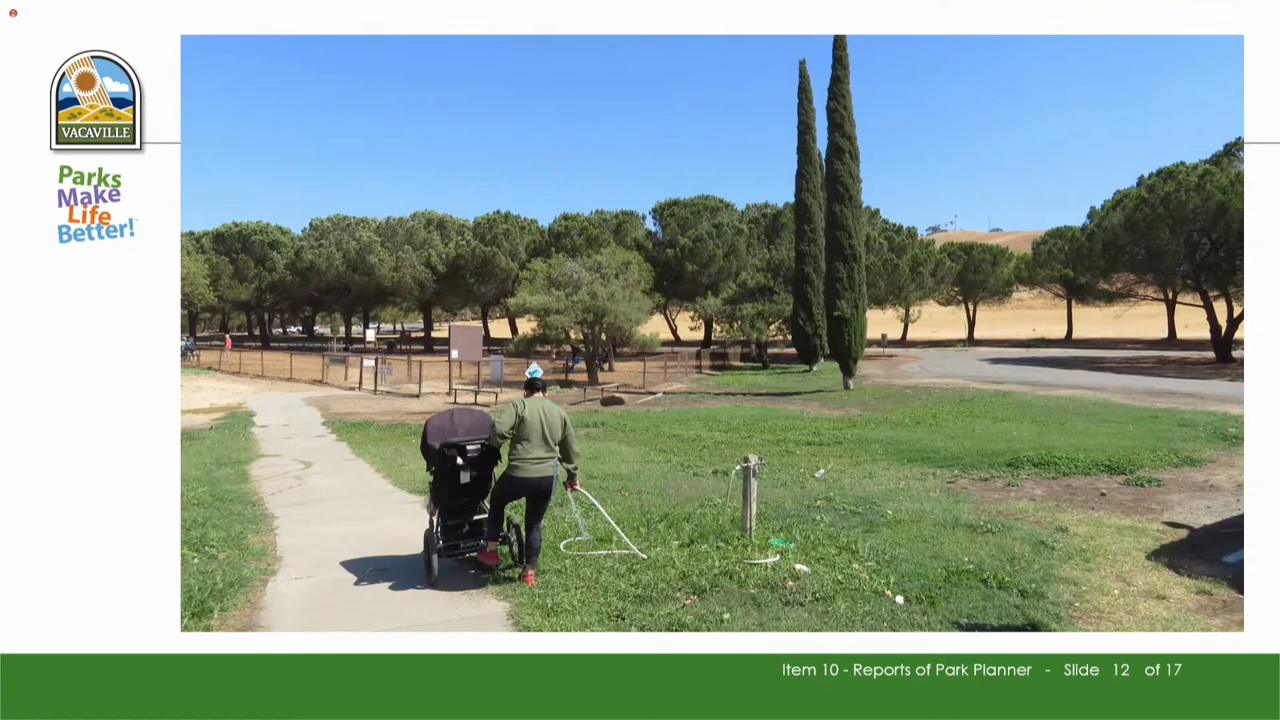 VACAVILLE
Parks
Make
Life
Better!
Item 10 - Reports of Park Planner - Slide 12 of 17